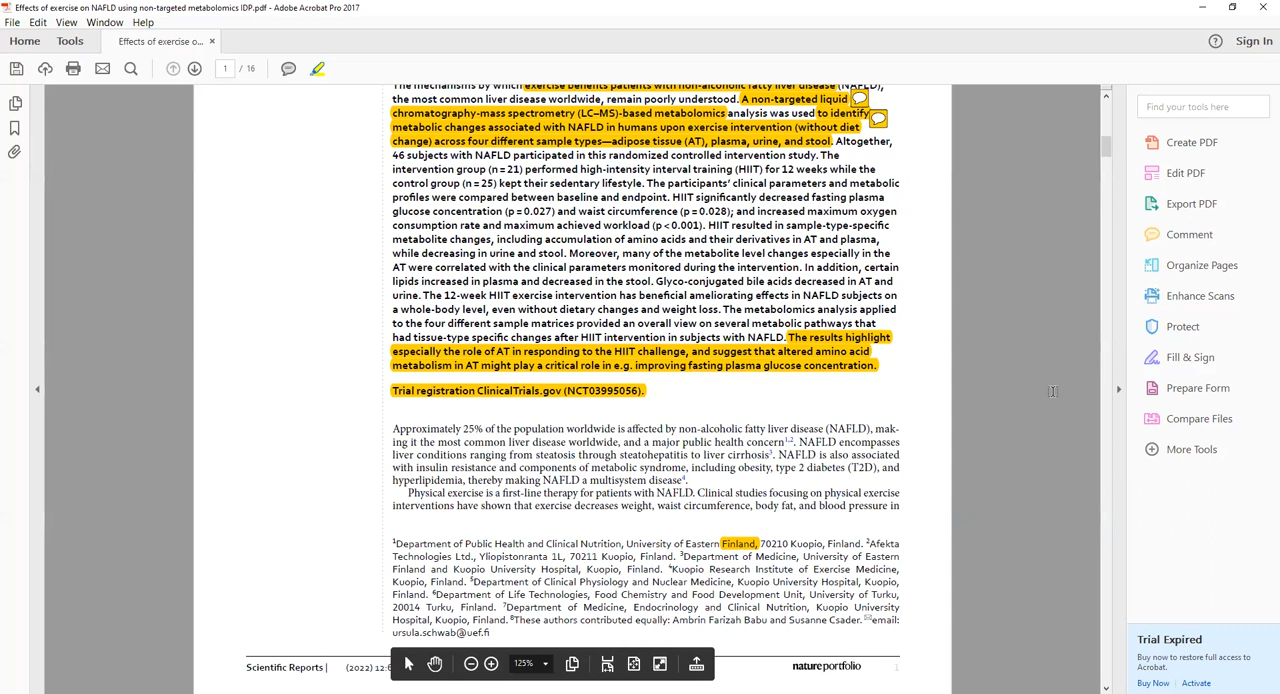 Effects of exercise on NAFLD using non-targeted metabolomics IDP.pdf - Adobe Acrobat Pro 2017
File Edit View Window Help
Home Tools Effects of exercise o... × Sign In
1 / 16
The mechanisms by which exercise benefits patients with non-alcoholic fatty liver disease (NAFLD),
the most common liver disease worldwide, remain poorly understood. A non-targeted liquid
chromatography-mass spectrometry (LC–MS)-based metabolomics analysis was used to identify
metabolic changes associated with NAFLD in humans upon exercise intervention (without diet
change) across four different sample types—adipose tissue (AT), plasma, urine, and stool. Altogether,
46 subjects with NAFLD participated in this randomized controlled intervention study. The
intervention group (n = 21) performed high-intensity interval training (HIIT) for 12 weeks while the
control group (n = 25) kept their sedentary lifestyle. The participants' clinical parameters and metabolic
profiles were compared between baseline and endpoint. HIIT significantly decreased fasting plasma
glucose concentration (p = 0.027) and waist circumference (p = 0.028); and increased maximum oxygen
consumption rate and maximum achieved workload (p < 0.001). HIIT resulted in sample-type-specific
metabolite changes, including accumulation of amino acids and their derivatives in AT and plasma,
while decreasing in urine and stool. Moreover, many of the metabolite level changes especially in the
AT were correlated with the clinical parameters monitored during the intervention. In addition, certain
lipids increased in plasma and decreased in the stool. Glyco-conjugated bile acids decreased in AT and
urine. The 12-week HIIT exercise intervention has beneficial ameliorating effects in NAFLD subjects on
a whole-body level, even without dietary changes and weight loss. The metabolomics analysis applied
to the four different sample matrices provided an overall view on several metabolic pathways that
had tissue-type specific changes after HIIT intervention in subjects with NAFLD. The results highlight
especially the role of AT in responding to the HIIT challenge, and suggest that altered amino acid
metabolism in AT might play a critical role in e.g. improving fasting plasma glucose concentration.
Trial registration ClinicalTrials.gov (NCT03995056).
Approximately 25% of the population worldwide is affected by non-alcoholic fatty liver disease (NAFLD), mak-
ing it the most common liver disease worldwide, and a major public health concern1,2. NAFLD encompasses
liver conditions ranging from steatosis through steatohepatitis to liver cirrhosis3. NAFLD is also associated
with insulin resistance and components of metabolic syndrome, including obesity, type 2 diabetes (T2D), and
hyperlipidemia, thereby making NAFLD a multisystem disease4.
Physical exercise is a first-line therapy for patients with NAFLD. Clinical studies focusing on physical exercise
interventions have shown that exercise decreases weight, waist circumference, body fat, and blood pressure in
1Department of Public Health and Clinical Nutrition, University of Eastern Finland, 70210 Kuopio, Finland. 2Afekta
Technologies Ltd., Yliopistonranta 1L, 70211 Kuopio, Finland. 3Department of Medicine, University of Eastern
Finland and Kuopio University Hospital, Kuopio, Finland. 4Kuopio Research Institute of Exercise Medicine,
Kuopio, Finland. 5Department of Clinical Physiology and Nuclear Medicine, Kuopio University Hospital, Kuopio,
Finland. 6Department of Life Technologies, Food Chemistry and Food Development Unit, University of Turku,
20014 Turku, Finland. 7Department of Medicine, Endocrinology and Clinical Nutrition, Kuopio University
Hospital, Kuopio, Finland. 8These authors contributed equally: Ambrin Farizah Babu and Susanne Csader. email:
ursula.schwab@uef.fi
Scientific Reports | (2022) 12:6 nature portfolio 1
125%
Find your tools here
Create PDF
Edit PDF
Export PDF
Comment
Organize Pages
Enhance Scans
Protect
Fill & Sign
Prepare Form
Compare Files
More Tools
Trial Expired
Buy now to restore full access to
Acrobat.
Buy Now Activate